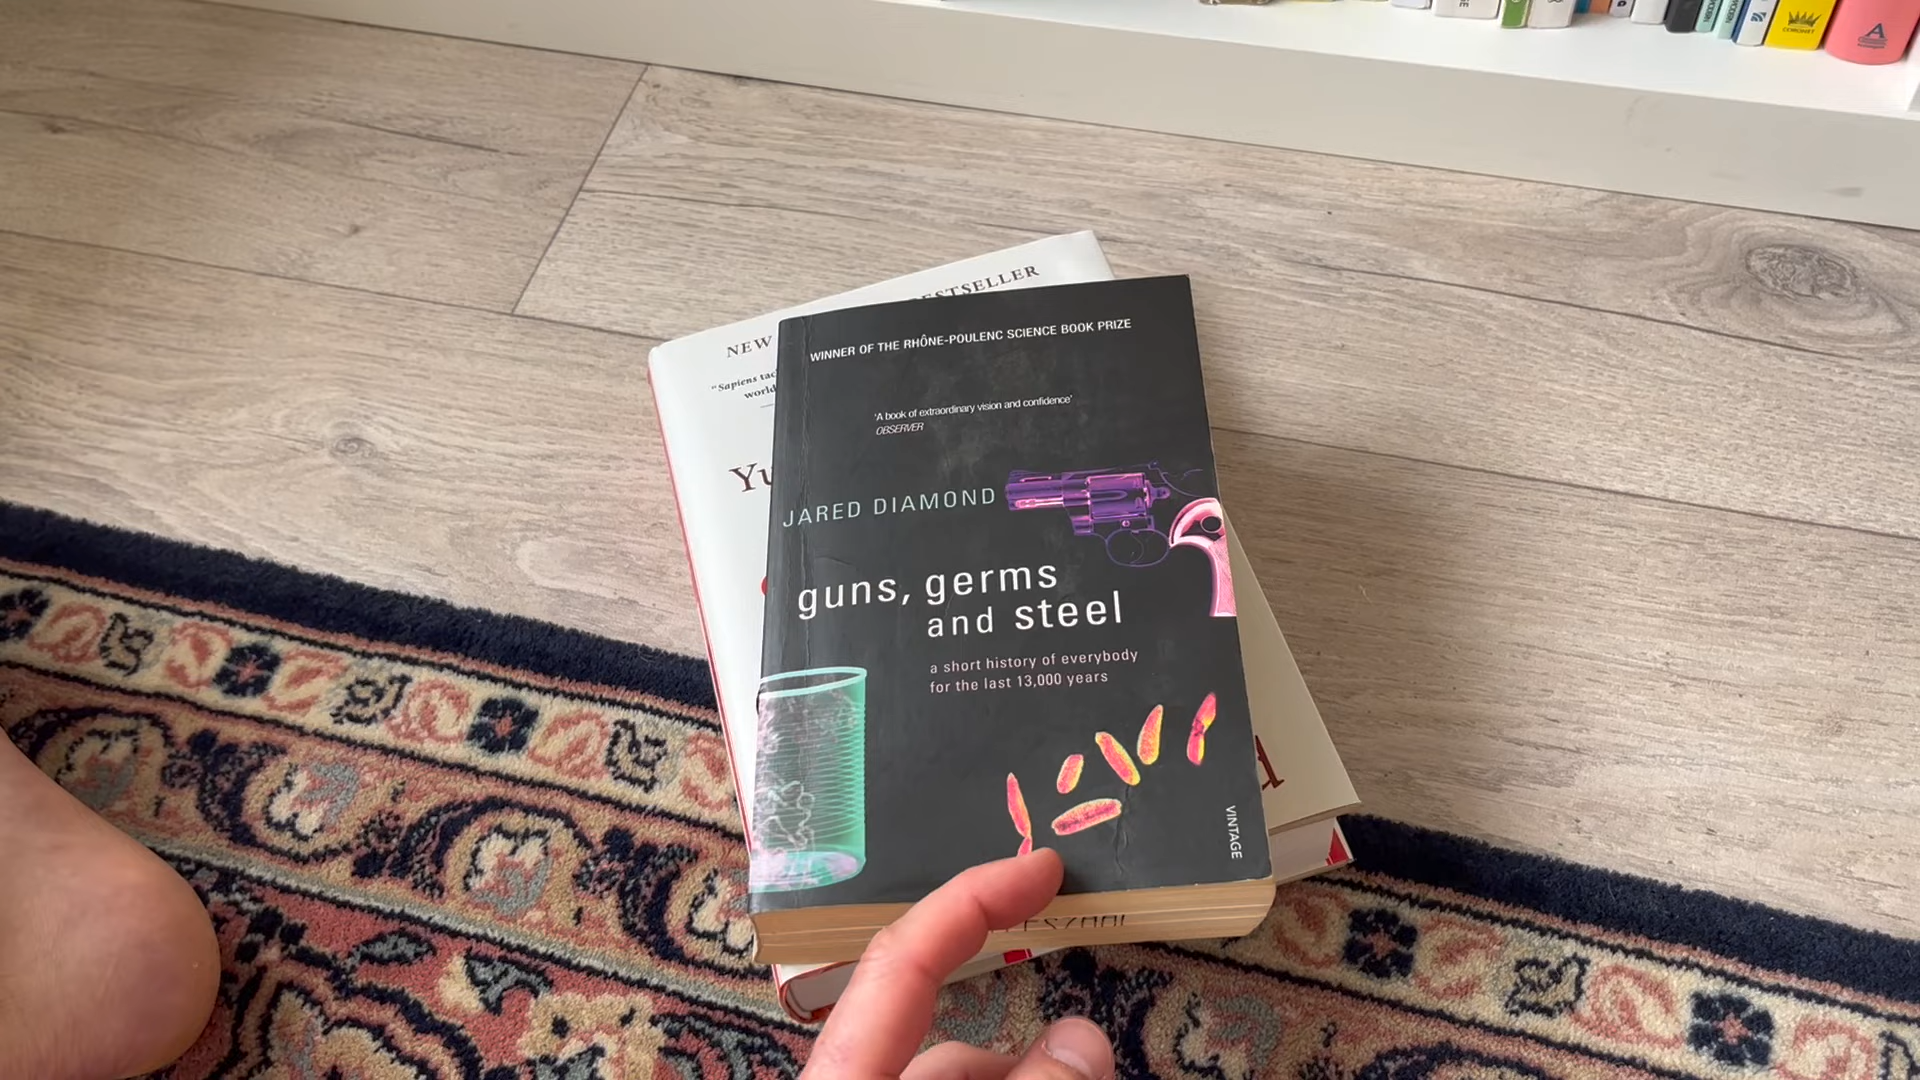 NEW
ESTSELLER
"Sapiens tac
world
Yu
WINNER OF THE RHÔNE-POULENC SCIENCE BOOK PRIZE
'A book of extraordinary vision and confidence'
OBSERVER
JARED DIAMOND
guns, germs
and steel
a short history of everybody
for the last 13,000 years
VINTAGE
CORONET
A